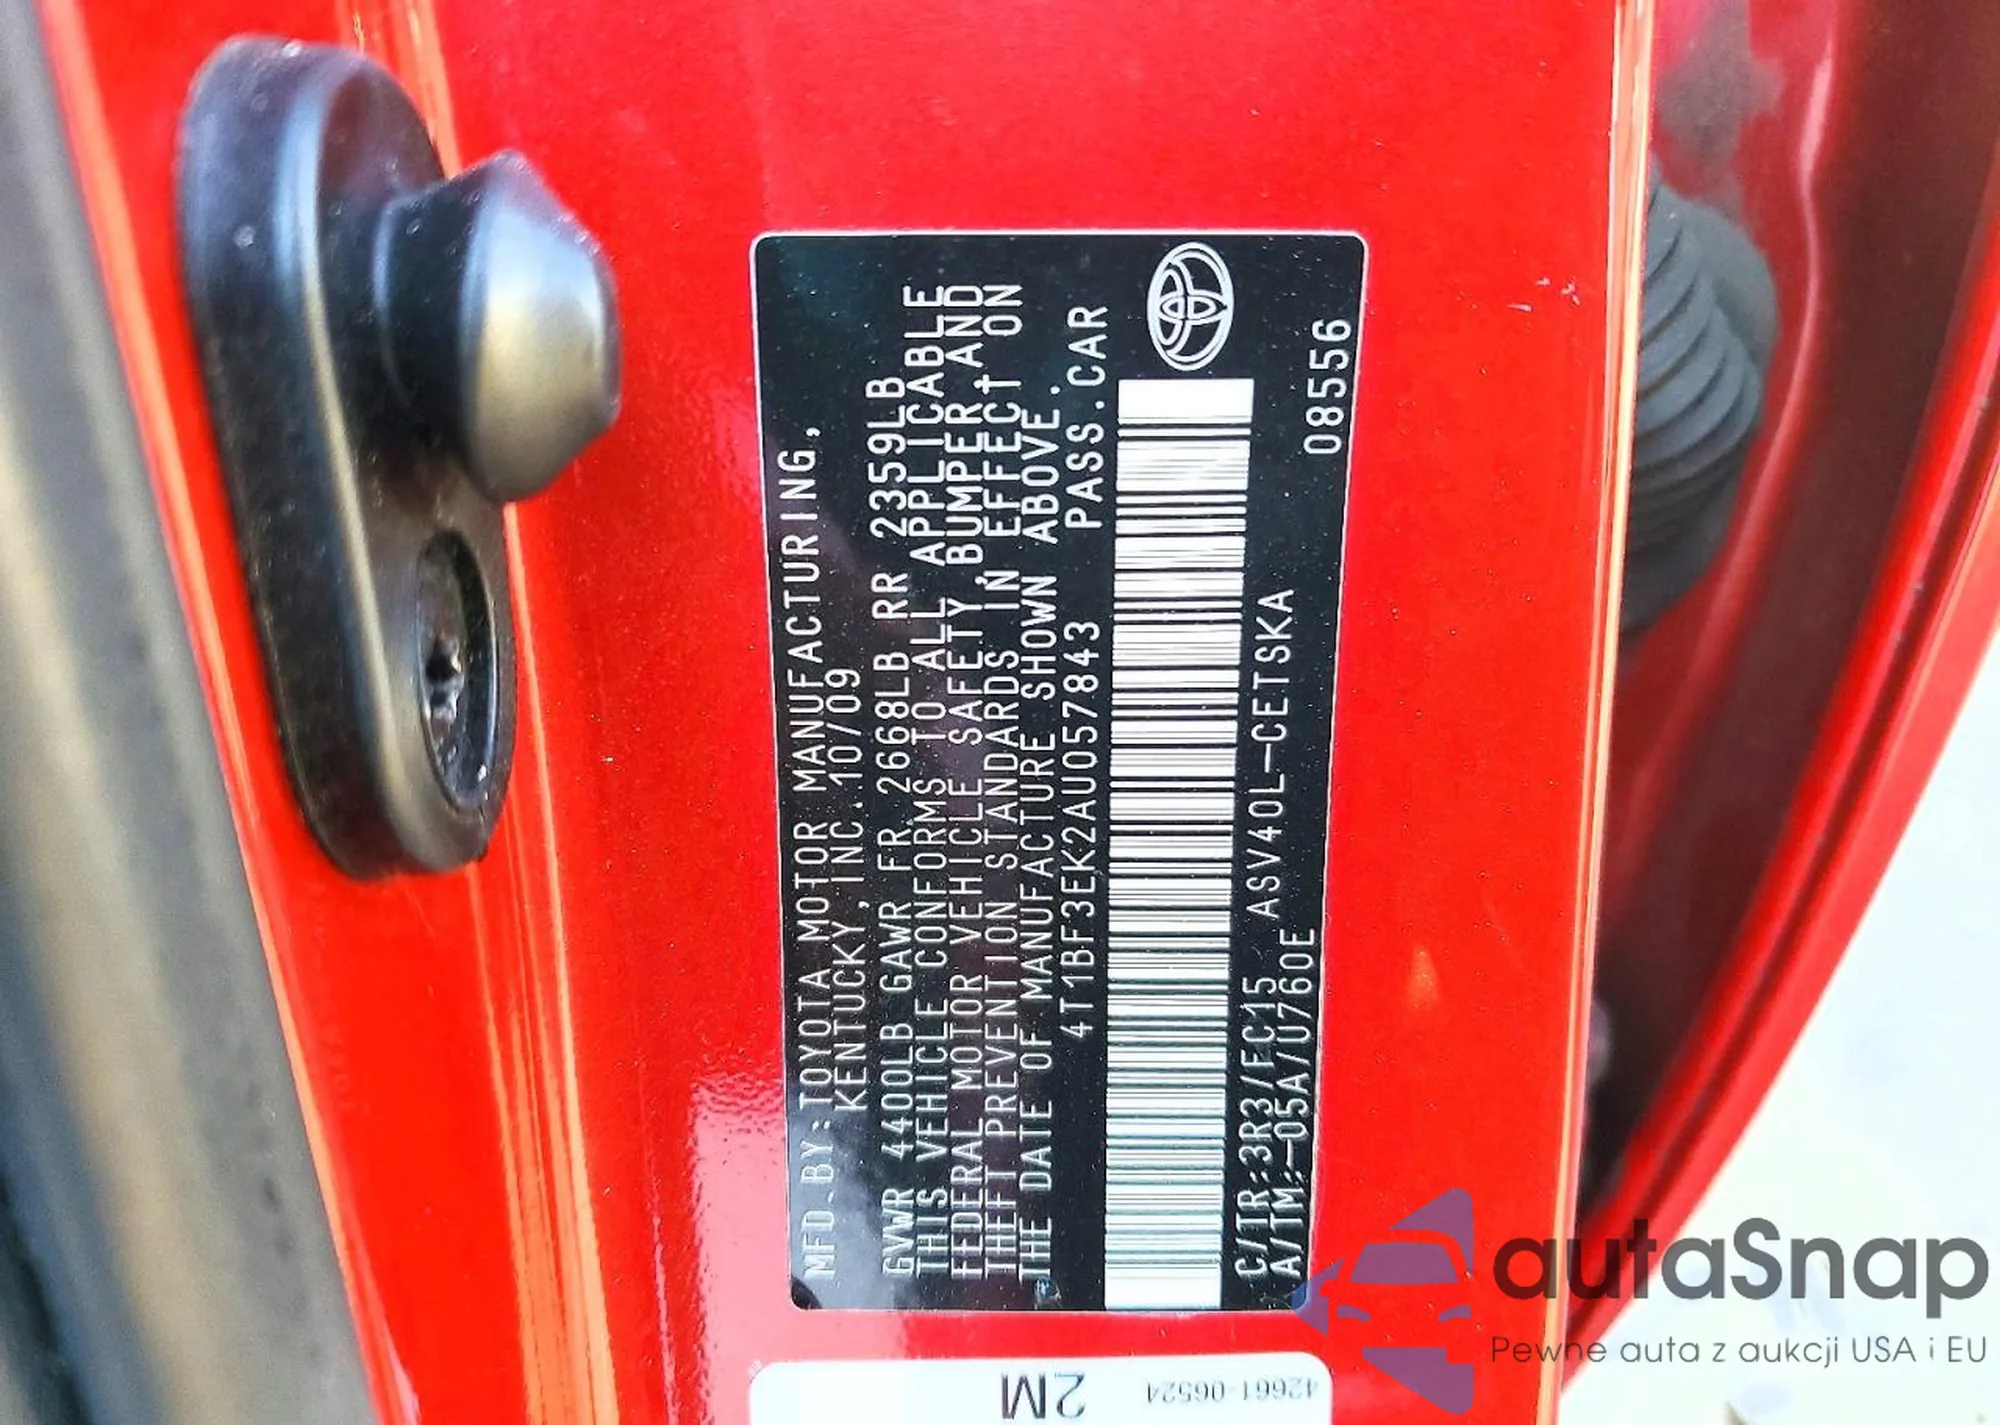 MFD.BY:TOYOTA MOTOR MANUFACTURING,
KENTUCKY,INC.10/09
GVWR 4400LB GAWR FR 2668LB RR 2359LB
THIS VEHICLE CONFORMS TO ALL APPLICABLE
FEDERAL MOTOR VEHICLE SAFETY,BUMPER,AND
THEFT PREVENTION STANDARDS IN EFFECT ON
THE DATE OF MANUFACTURE SHOWN ABOVE.
4T1BF3EK2AU057843 PASS.CAR
C/TR:3R3/FC15 ASV40L-CETSKA
A/TM:-05A/U760E 08556
2M 42661-06524
autaSnap
Pewne auta z aukcji USA i EU